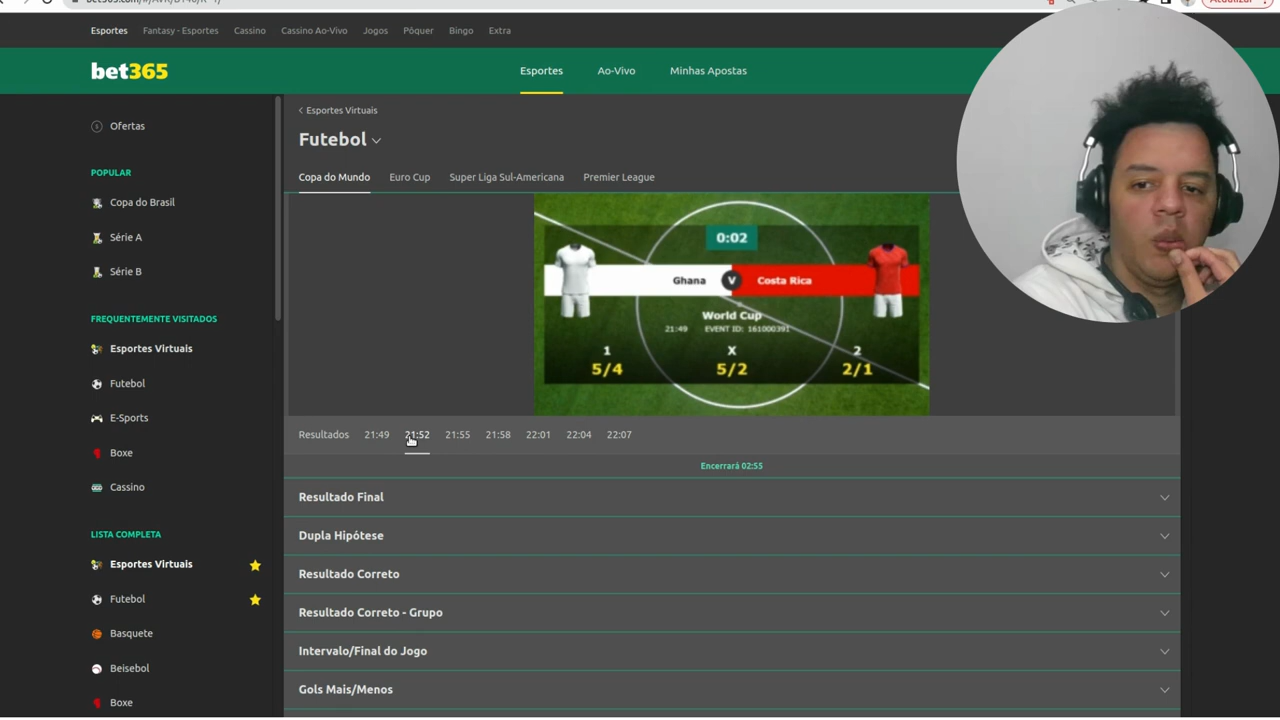 Atualizar
Esportes Fantasy - Esportes Cassino Cassino Ao-Vivo Jogos Pôquer Bingo Extra
bet365 Esportes Ao-Vivo Minhas Apostas
Ofertas
POPULAR
Copa do Brasil
Série A
Série B
FREQUENTEMENTE VISITADOS
Esportes Virtuais
Futebol
E-Sports
Boxe
Cassino
LISTA COMPLETA
Esportes Virtuais
Futebol
Basquete
Beisebol
Boxe
Esportes Virtuais
Futebol
Copa do Mundo Euro Cup Super Liga Sul-Americana Premier League
0:02
Ghana V Costa Rica
World Cup
21:49 EVENT ID: 161000391
1 X 2
5/4 5/2 2/1
Resultados 21:49 21:52 21:55 21:58 22:01 22:04 22:07
Encerrará 02:55
Resultado Final
Dupla Hipótese
Resultado Correto
Resultado Correto - Grupo
Intervalo/Final do Jogo
Gols Mais/Menos